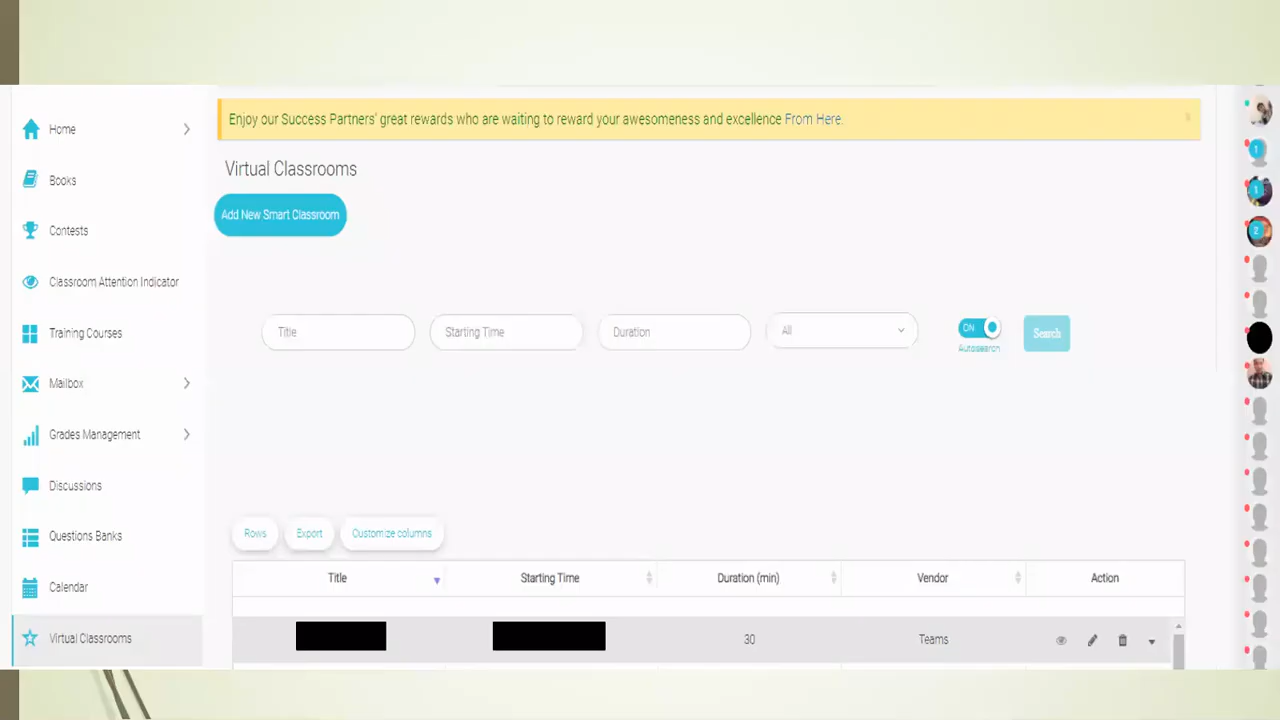 Enjoy our Success Partners' great rewards who are waiting to reward your awesomeness and excellence From Here.
x
Home
Books
Contests
Classroom Attention Indicator
Training Courses
Mailbox
Grades Management
Discussions
Questions Banks
Calendar
Virtual Classrooms
Virtual Classrooms
Add New Smart Classroom
Title Starting Time Duration All ON Search
Autosearch
Rows Export Customize columns
Title Starting Time Duration (min) Vendor Action
30 Teams
1
1
2